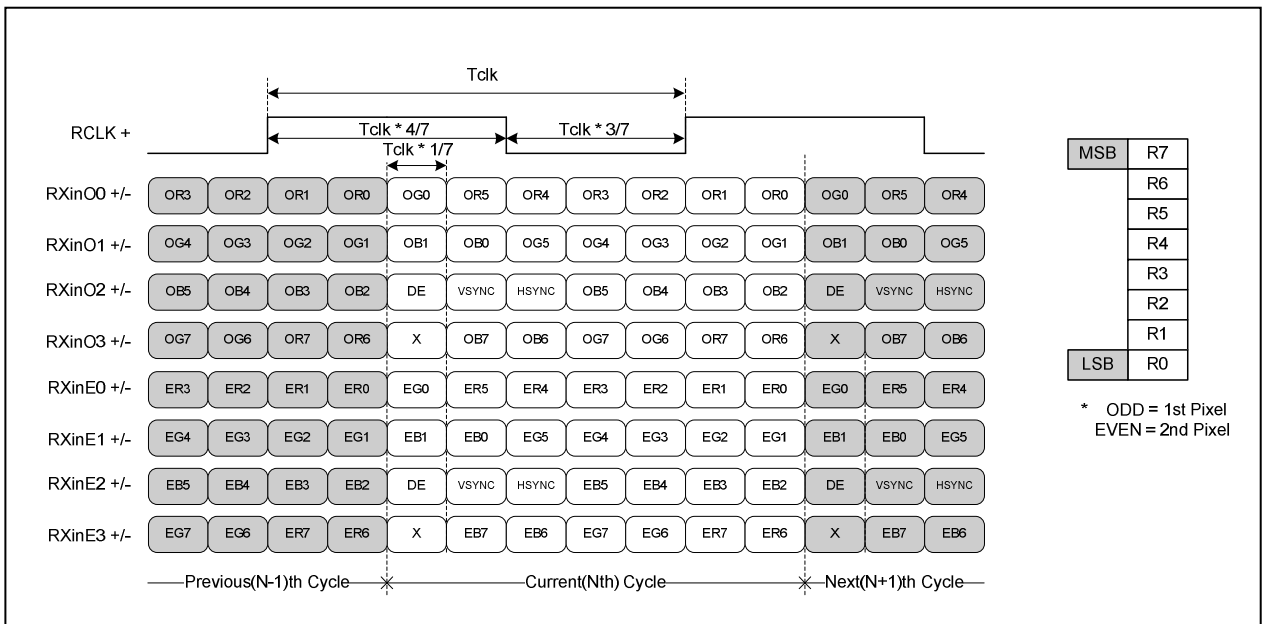 Tclk
RCLK +
Tclk * 4/7
Tclk * 3/7
Tclk * 1/7
RXinO0 +/- OR3 OR2 OR1 OR0 OG0 OR5 OR4 OR3 OR2 OR1 OR0 OG0 OR5 OR4
RXinO1 +/- OG4 OG3 OG2 OG1 OB1 OB0 OG5 OG4 OG3 OG2 OG1 OB1 OB0 OG5
RXinO2 +/- OB5 OB4 OB3 OB2 DE VSYNC HSYNC OB5 OB4 OB3 OB2 DE VSYNC HSYNC
RXinO3 +/- OG7 OG6 OR7 OR6 X OB7 OB6 OG7 OG6 OR7 OR6 X OB7 OB6
RXinE0 +/- ER3 ER2 ER1 ER0 EG0 ER5 ER4 ER3 ER2 ER1 ER0 EG0 ER5 ER4
RXinE1 +/- EG4 EG3 EG2 EG1 EB1 EB0 EG5 EG4 EG3 EG2 EG1 EB1 EB0 EG5
RXinE2 +/- EB5 EB4 EB3 EB2 DE VSYNC HSYNC EB5 EB4 EB3 EB2 DE VSYNC HSYNC
RXinE3 +/- EG7 EG6 ER7 ER6 X EB7 EB6 EG7 EG6 ER7 ER6 X EB7 EB6
Previous(N-1)th Cycle Current(Nth) Cycle Next(N+1)th Cycle
MSB R7
R6
R5
R4
R3
R2
R1
LSB R0
* ODD = 1st Pixel
EVEN = 2nd Pixel